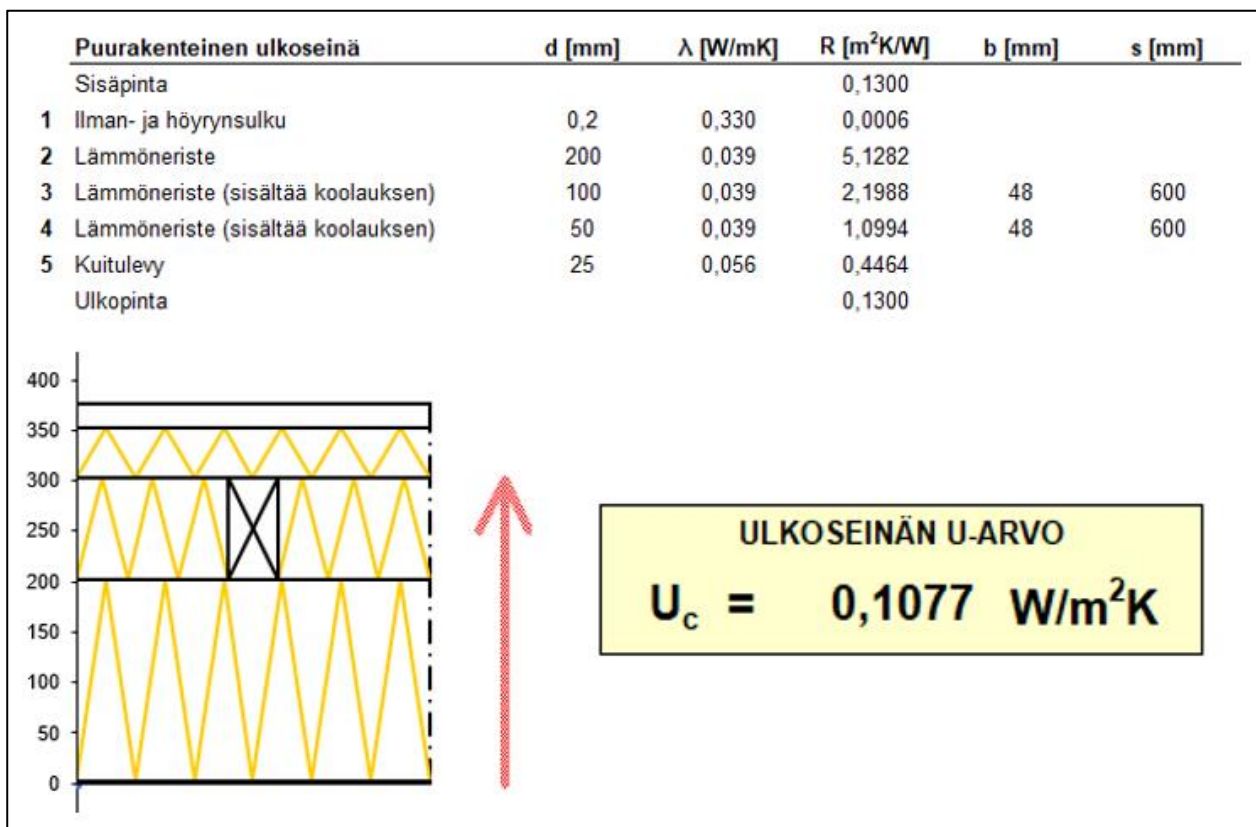 Puurakenteinen ulkoseinä d [mm] λ [W/mK] R [m²K/W] b [mm] s [mm]
Sisäpinta 0,1300
1 Ilman- ja höyrynsulku 0,2 0,330 0,0006
2 Lämmöneriste 200 0,039 5,1282
3 Lämmöneriste (sisältää koolauksen) 100 0,039 2,1988 48 600
4 Lämmöneriste (sisältää koolauksen) 50 0,039 1,0994 48 600
5 Kuitulevy 25 0,056 0,4464
Ulkopinta 0,1300
400
350
300
250
200
150
100
50
0
ULKOSEINÄN U-ARVO
Uc = 0,1077 W/m²K